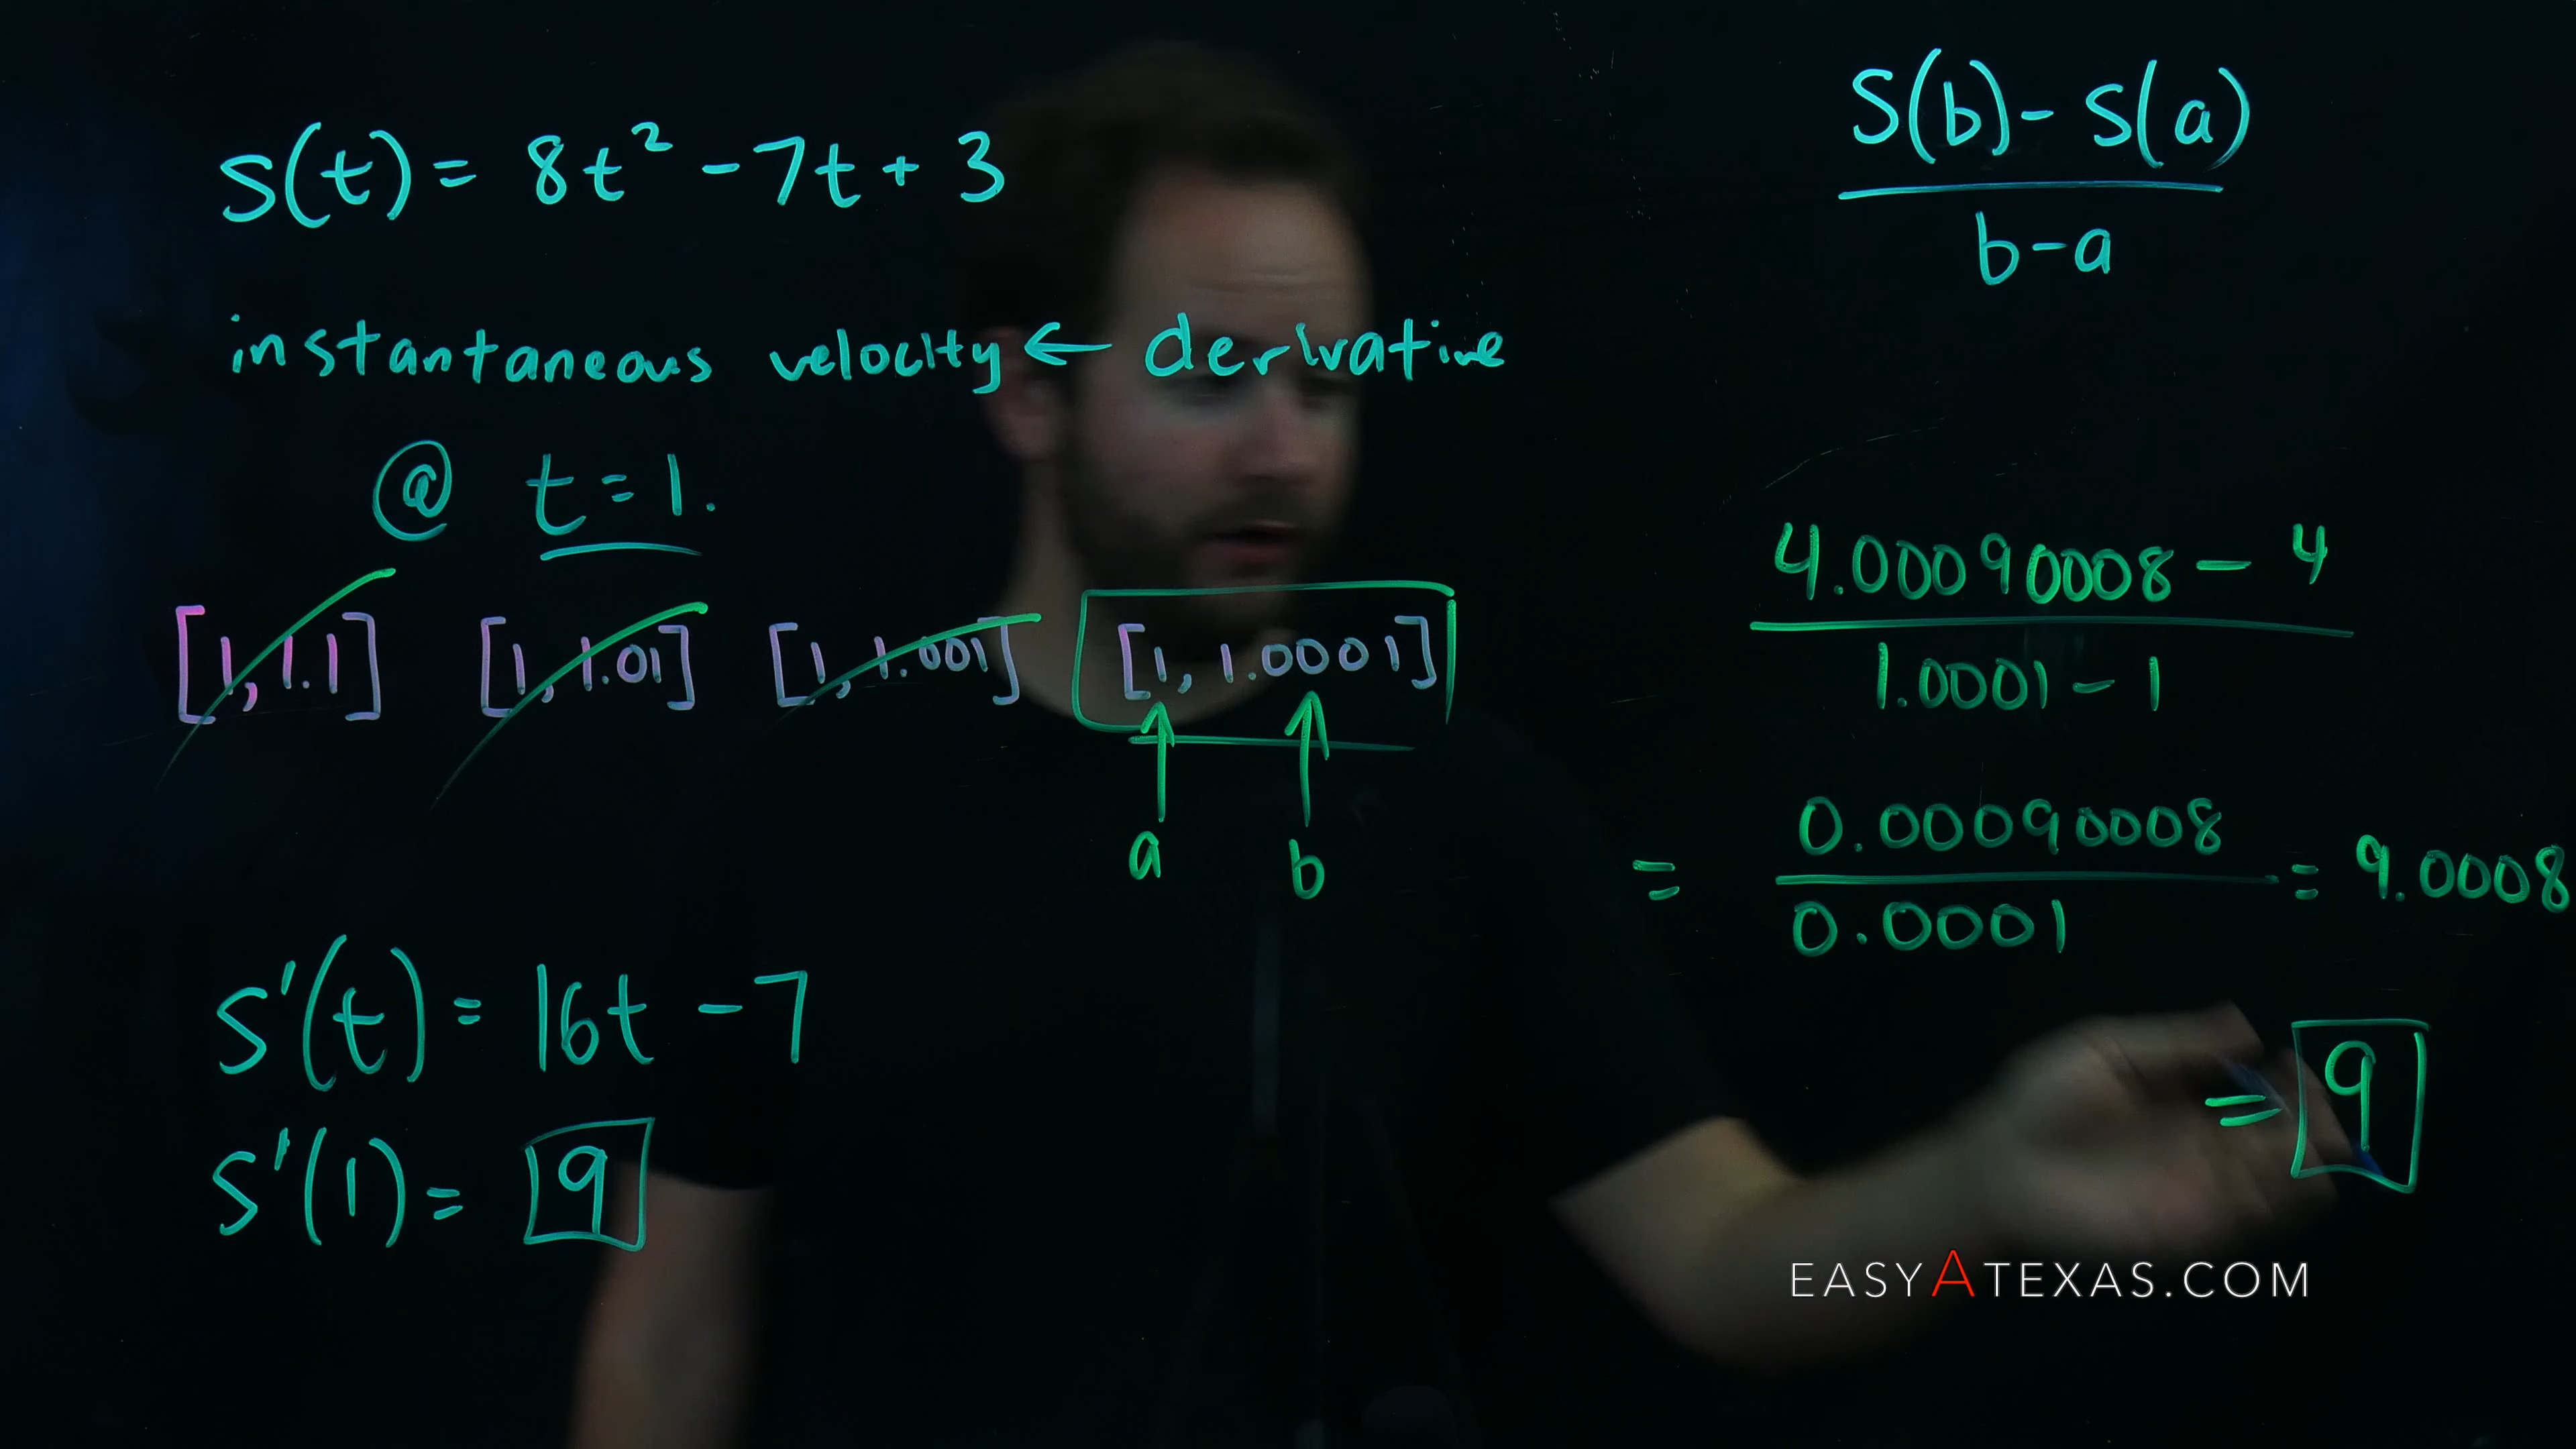 s(t) = 8t² - 7t + 3
instantaneous velocity ← derivative
@ t = 1.
[1, 1.1] [1, 1.01] [1, 1.001] [1, 1.0001]
a b
s'(t) = 16t - 7
s'(1) = 9
S(b) - S(a)
b - a
4.00090008 - 4
1.0001 - 1
= 0.00090008 = 9.0008
0.0001
= 9
EASYATEXAS.COM